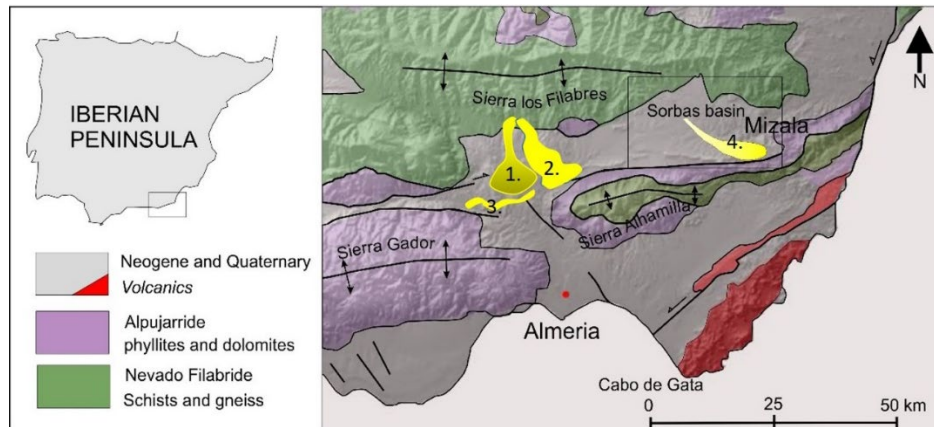 IBERIAN
PENINSULA
Neogene and Quaternary
Volcanics
Alpujarride
phyllites and dolomites
Nevado Filabride
Schists and gneiss
N
Sierra los Filabres
Sorbas basin
Mizala
4.
1.
2.
3.
Sierra Alhamilla
Sierra Gador
Almeria
Cabo de Gata
0
25
50 km